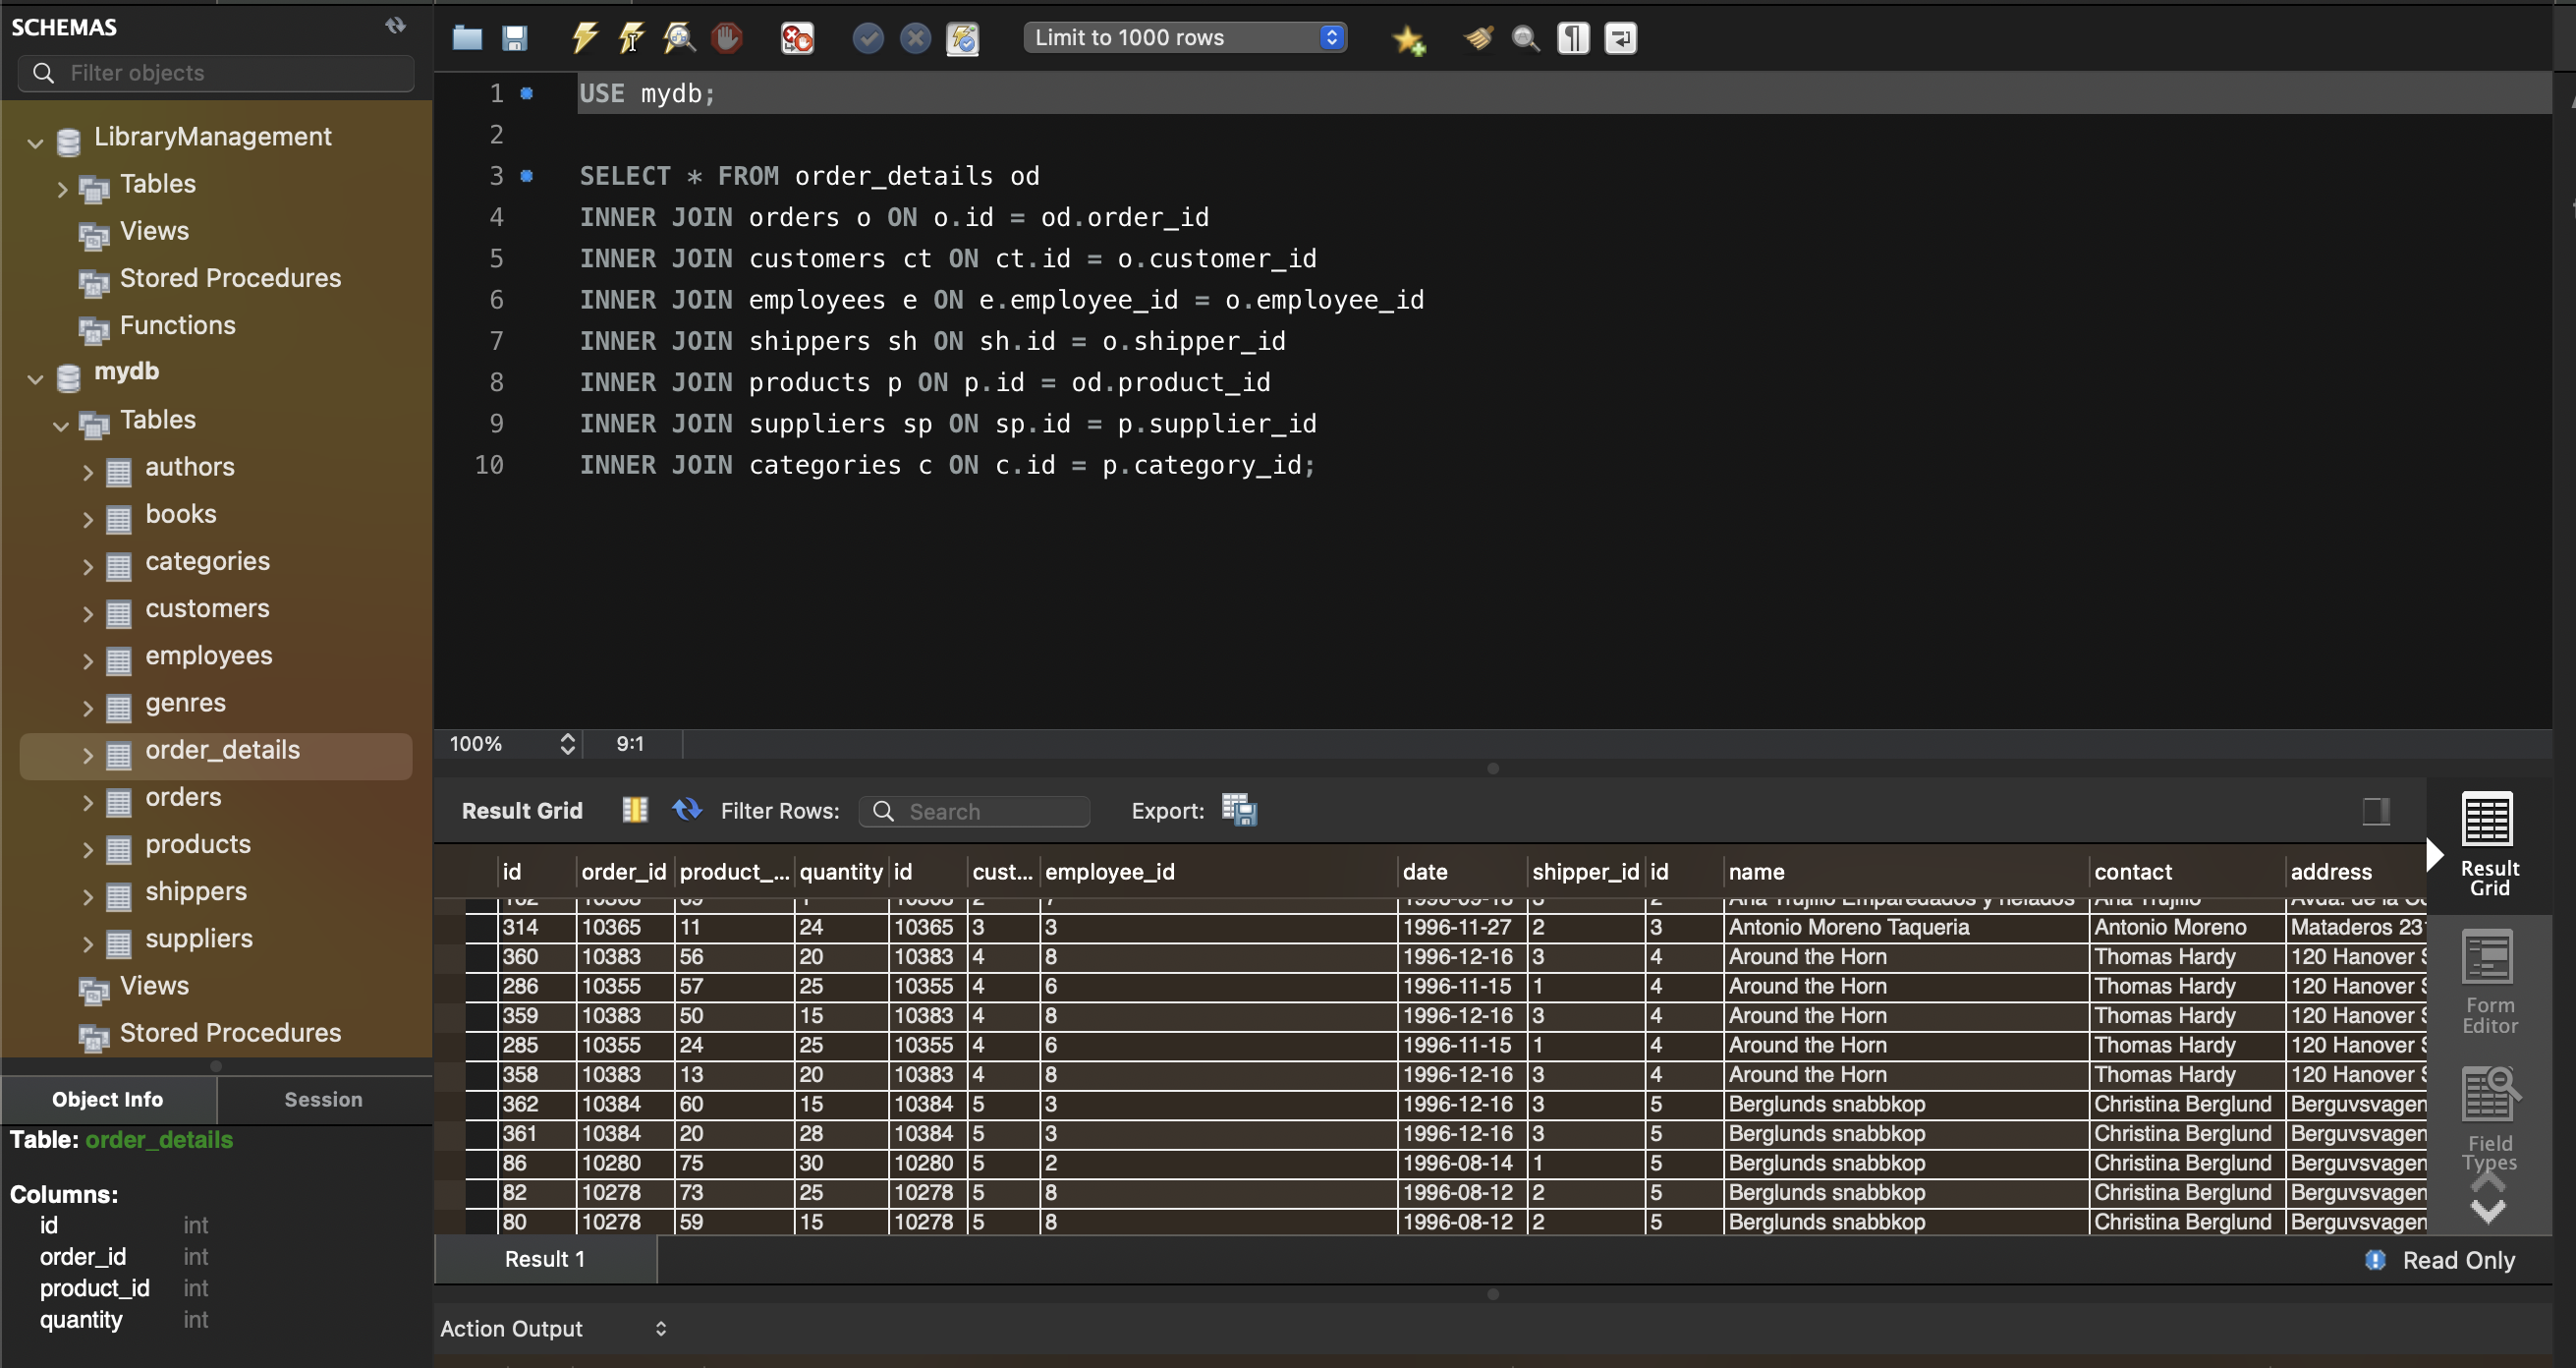 SCHEMAS
Filter objects
LibraryManagement
Tables
Views
Stored Procedures
Functions
mydb
Tables
authors
books
categories
customers
employees
genres
order_details
orders
products
shippers
suppliers
Views
Stored Procedures
Object Info Session
Table: order_details
Columns:
id int
order_id int
product_id int
quantity int
Limit to 1000 rows
1 USE mydb;
2
3 SELECT * FROM order_details od
4 INNER JOIN orders o ON o.id = od.order_id
5 INNER JOIN customers ct ON ct.id = o.customer_id
6 INNER JOIN employees e ON e.employee_id = o.employee_id
7 INNER JOIN shippers sh ON sh.id = o.shipper_id
8 INNER JOIN products p ON p.id = od.product_id
9 INNER JOIN suppliers sp ON sp.id = p.supplier_id
10 INNER JOIN categories c ON c.id = p.category_id;
100% 9:1
Result Grid Filter Rows: Search Export:
id order_id product_... quantity id cust... employee_id date shipper_id id name contact address
314 10365 11 24 10365 3 3 1996-11-27 2 3 Antonio Moreno Taqueria Antonio Moreno Mataderos 23
360 10383 56 20 10383 4 8 1996-12-16 3 4 Around the Horn Thomas Hardy 120 Hanover
286 10355 57 25 10355 4 6 1996-11-15 1 4 Around the Horn Thomas Hardy 120 Hanover
359 10383 50 15 10383 4 8 1996-12-16 3 4 Around the Horn Thomas Hardy 120 Hanover
285 10355 24 25 10355 4 6 1996-11-15 1 4 Around the Horn Thomas Hardy 120 Hanover
358 10383 13 20 10383 4 8 1996-12-16 3 4 Around the Horn Thomas Hardy 120 Hanover
362 10384 60 15 10384 5 3 1996-12-16 3 5 Berglunds snabbkop Christina Berglund Berguvsvagen
361 10384 20 28 10384 5 3 1996-12-16 3 5 Berglunds snabbkop Christina Berglund Berguvsvagen
86 10280 75 30 10280 5 2 1996-08-14 1 5 Berglunds snabbkop Christina Berglund Berguvsvagen
82 10278 73 25 10278 5 8 1996-08-12 2 5 Berglunds snabbkop Christina Berglund Berguvsvagen
80 10278 59 15 10278 5 8 1996-08-12 2 5 Berglunds snabbkop Christina Berglund Berguvsvagen
Result
Grid
Form
Editor
Field
Types
Result 1 Read Only
Action Output